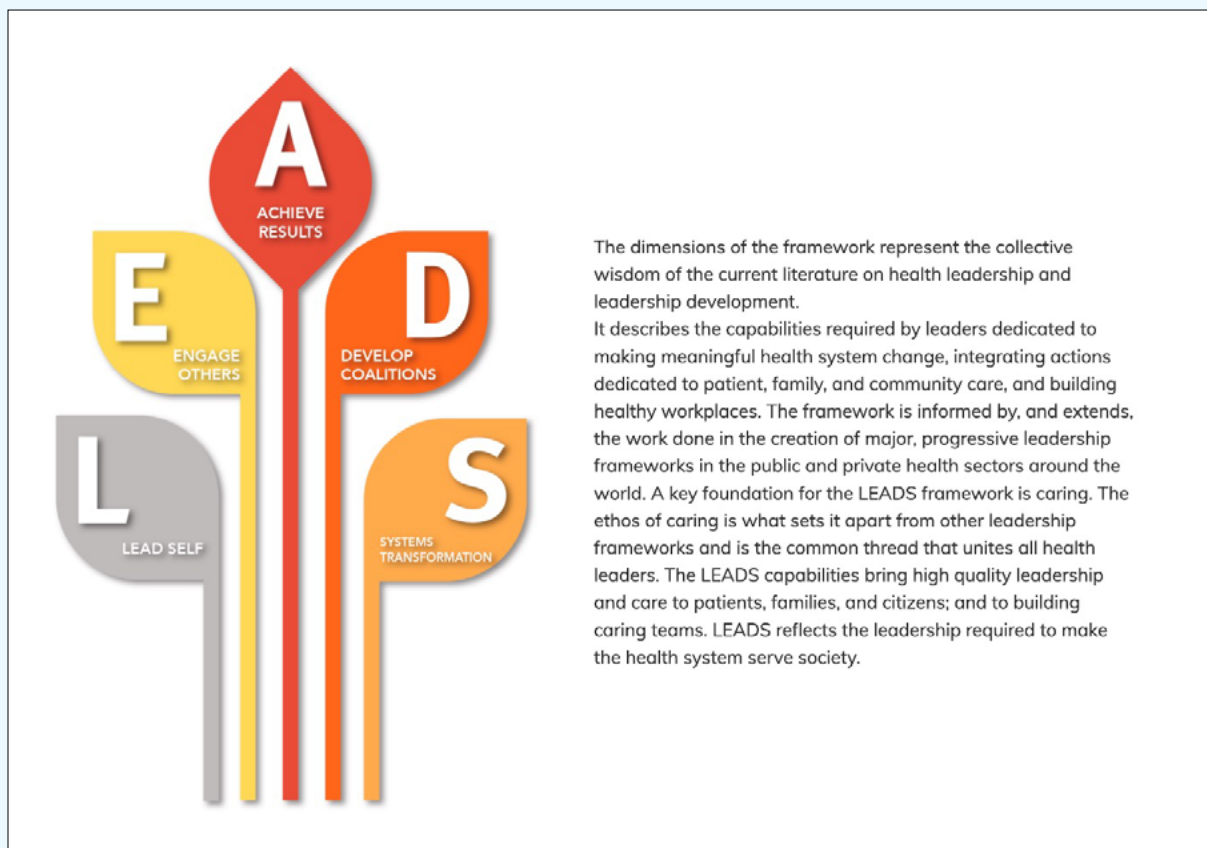 A
ACHIEVE
RESULTS
E
ENGAGE
OTHERS
D
DEVELOP
COALITIONS
L
LEAD SELF
S
SYSTEMS
TRANSFORMATION
The dimensions of the framework represent the collective
wisdom of the current literature on health leadership and
leadership development.
It describes the capabilities required by leaders dedicated to
making meaningful health system change, integrating actions
dedicated to patient, family, and community care, and building
healthy workplaces. The framework is informed by, and extends,
the work done in the creation of major, progressive leadership
frameworks in the public and private health sectors around the
world. A key foundation for the LEADS framework is caring. The
ethos of caring is what sets it apart from other leadership
frameworks and is the common thread that unites all health
leaders. The LEADS capabilities bring high quality leadership
and care to patients, families, and citizens; and to building
caring teams. LEADS reflects the leadership required to make
the health system serve society.